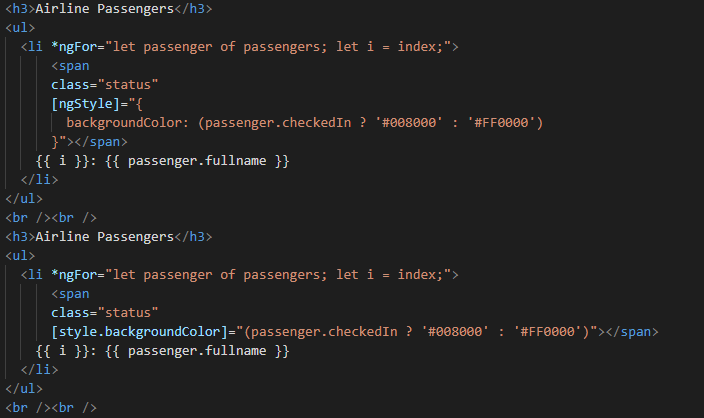 <h3>Airline Passengers</h3>
<ul>
  <li *ngFor="let passenger of passengers; let i = index;">
      <span
      class="status"
      [ngStyle]="{
        backgroundColor: (passenger.checkedIn ? '#008000' : '#FF0000')
      }"></span>
    {{ i }}: {{ passenger.fullname }}
  </li>
</ul>
<br /><br />
<h3>Airline Passengers</h3>
<ul>
  <li *ngFor="let passenger of passengers; let i = index;">
      <span
      class="status"
      [style.backgroundColor]="(passenger.checkedIn ? '#008000' : '#FF0000')"></span>
    {{ i }}: {{ passenger.fullname }}
  </li>
</ul>
<br /><br />